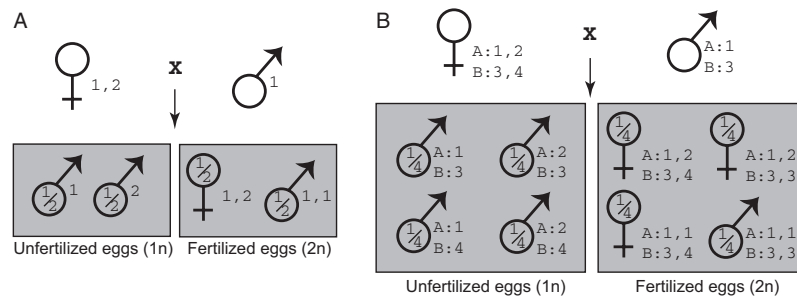 A
1,2
x
1
1/2
1
1/2
2
1/2
1,2
1/2
1,1
Unfertilized eggs (1n)
Fertilized eggs (2n)
B
A:1,2
B:3,4
x
A:1
B:3
1/4
A:1
B:3
1/4
A:2
B:3
1/4
A:1
B:4
1/4
A:2
B:4
1/4
A:1,2
B:3,4
1/4
A:1,2
B:3,3
1/4
A:1,1
B:3,4
1/4
A:1,1
B:3,3
Unfertilized eggs (1n)
Fertilized eggs (2n)